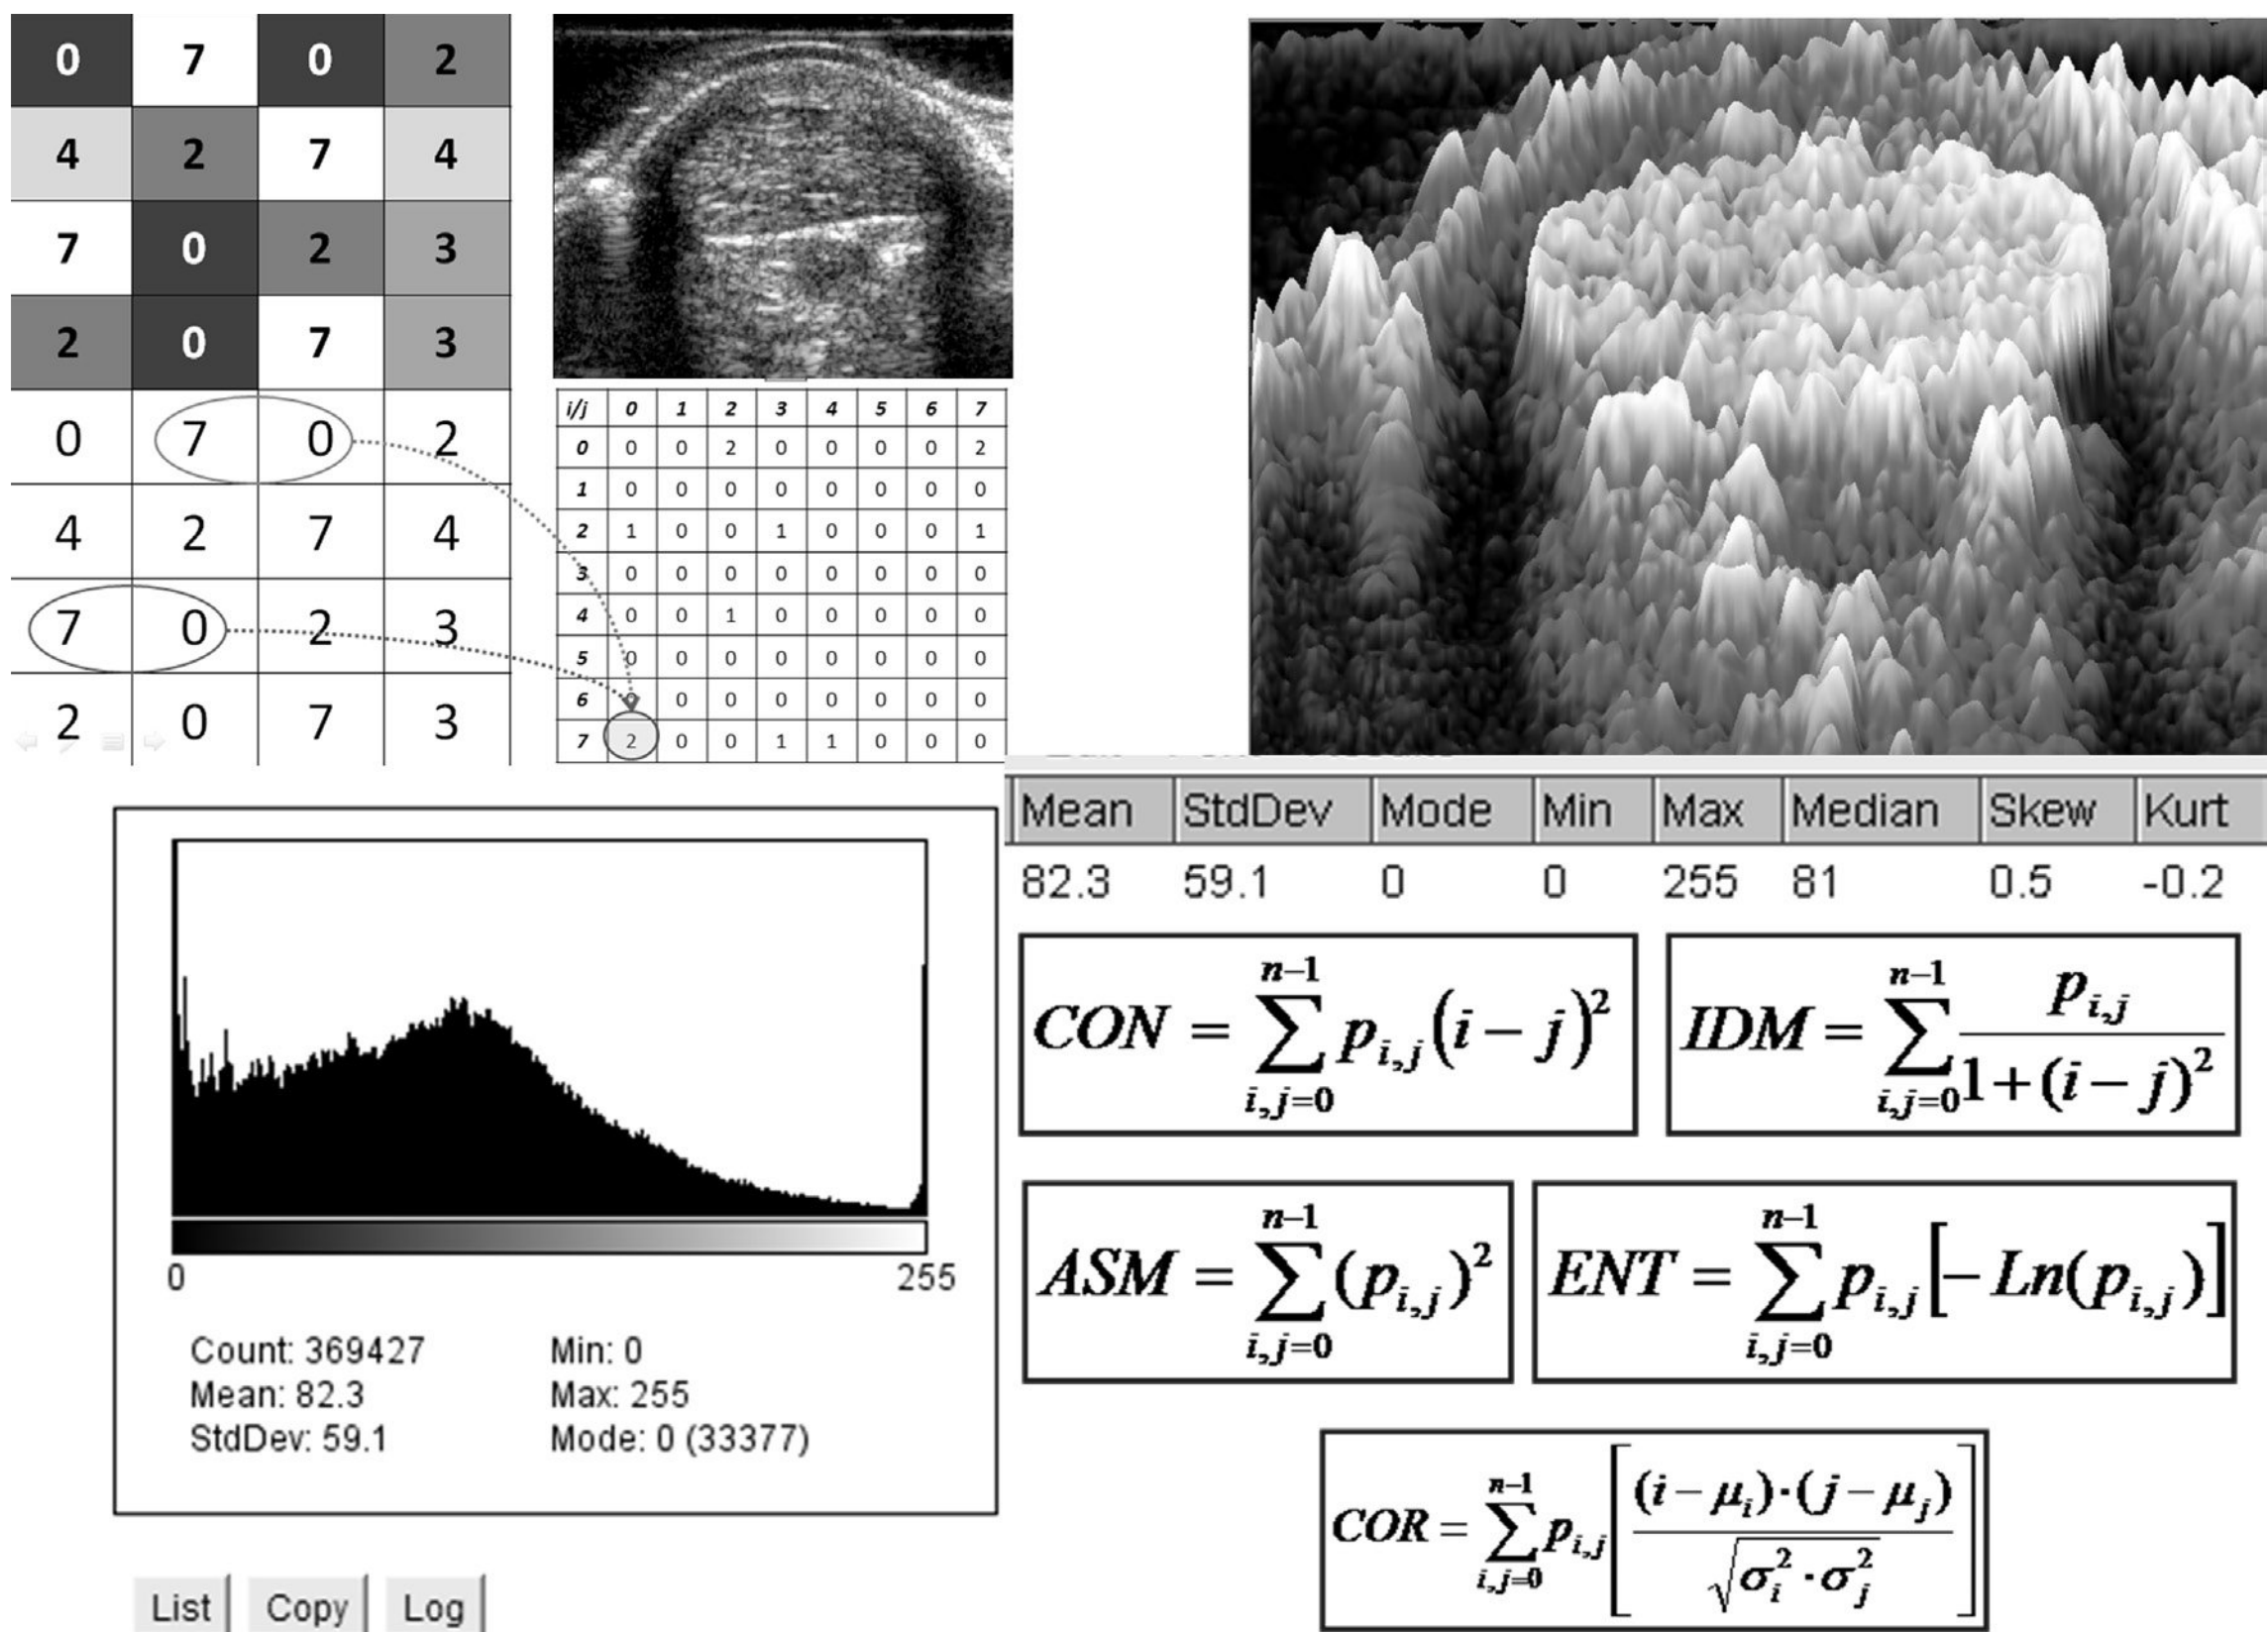 0 7 0 2
4 2 7 4
7 0 2 3
2 0 7 3
0 7 0 2
4 2 7 4
7 0 2 3
2 0 7 3
i/j 0 1 2 3 4 5 6 7
0 0 0 2 0 0 0 0 2
1 0 0 0 0 0 0 0 0
2 1 0 0 1 0 0 0 1
3 0 0 0 0 0 0 0 0
4 0 0 1 0 0 0 0 0
5 0 0 0 0 0 0 0 0
6 0 0 0 0 0 0 0 0
7 2 0 0 1 1 0 0 0
0 255
Count: 369427 Min: 0
Mean: 82.3 Max: 255
StdDev: 59.1 Mode: 0 (33377)
List Copy Log
Mean StdDev Mode Min Max Median Skew Kurt
82.3 59.1 0 0 255 81 0.5 -0.2
CON = \sum_{i,j=0}^{n-1} p_{i,j} (i - j)^2
IDM = \sum_{i,j=0}^{n-1} \frac{p_{i,j}}{1 + (i - j)^2}
ASM = \sum_{i,j=0}^{n-1} (p_{i,j})^2
ENT = \sum_{i,j=0}^{n-1} p_{i,j} [- Ln(p_{i,j})]
COR = \sum_{i,j=0}^{n-1} p_{i,j} [\frac{(i - μ_i)·(j - μ_j)}{\sqrt{σ_i^2 · σ_j^2}}]